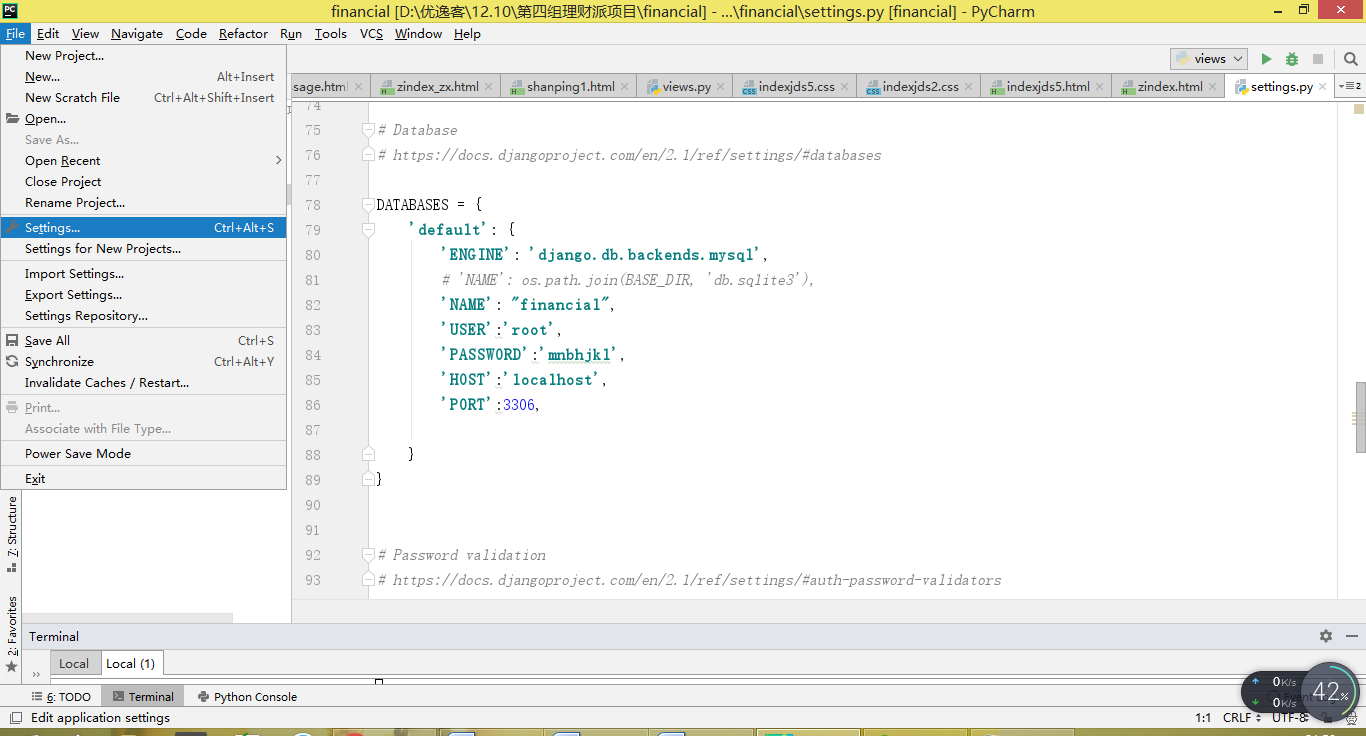 PC financial [D:\优逸客\12.10\第四组理财派项目\financial] - ...\financial\settings.py [financial] - PyCharm
File Edit View Navigate Code Refactor Run Tools VCS Window Help
New Project...
New... Alt+Insert
New Scratch File Ctrl+Alt+Shift+Insert
Open...
Save As...
Open Recent
Close Project
Rename Project...
Settings... Ctrl+Alt+S
Settings for New Projects...
Import Settings...
Export Settings...
Settings Repository...
Save All Ctrl+S
Synchronize Ctrl+Alt+Y
Invalidate Caches / Restart...
Print...
Associate with File Type...
Power Save Mode
Exit
views
sage.html zindex_zx.html shanping1.html views.py indexjds5.css indexjds2.css indexjds5.html zindex.html settings.py 2
74
75 # Database
76 # https://docs.djangoproject.com/en/2.1/ref/settings/#databases
77
78 DATABASES = {
79 'default': {
80 'ENGINE': 'django.db.backends.mysql',
81 # 'NAME': os.path.join(BASE_DIR, 'db.sqlite3'),
82 'NAME': "financial",
83 'USER':'root',
84 'PASSWORD':'mnbhjkl',
85 'HOST':'localhost',
86 'PORT':3306,
87
88 }
89 }
90
91
92 # Password validation
93 # https://docs.djangoproject.com/en/2.1/ref/settings/#auth-password-validators
7: Structure
2: Favorites
Terminal
Local Local (1)
6: TODO Terminal Python Console
0K/s
0K/s
42%
Edit application settings 1:1 CRLF UTF-8